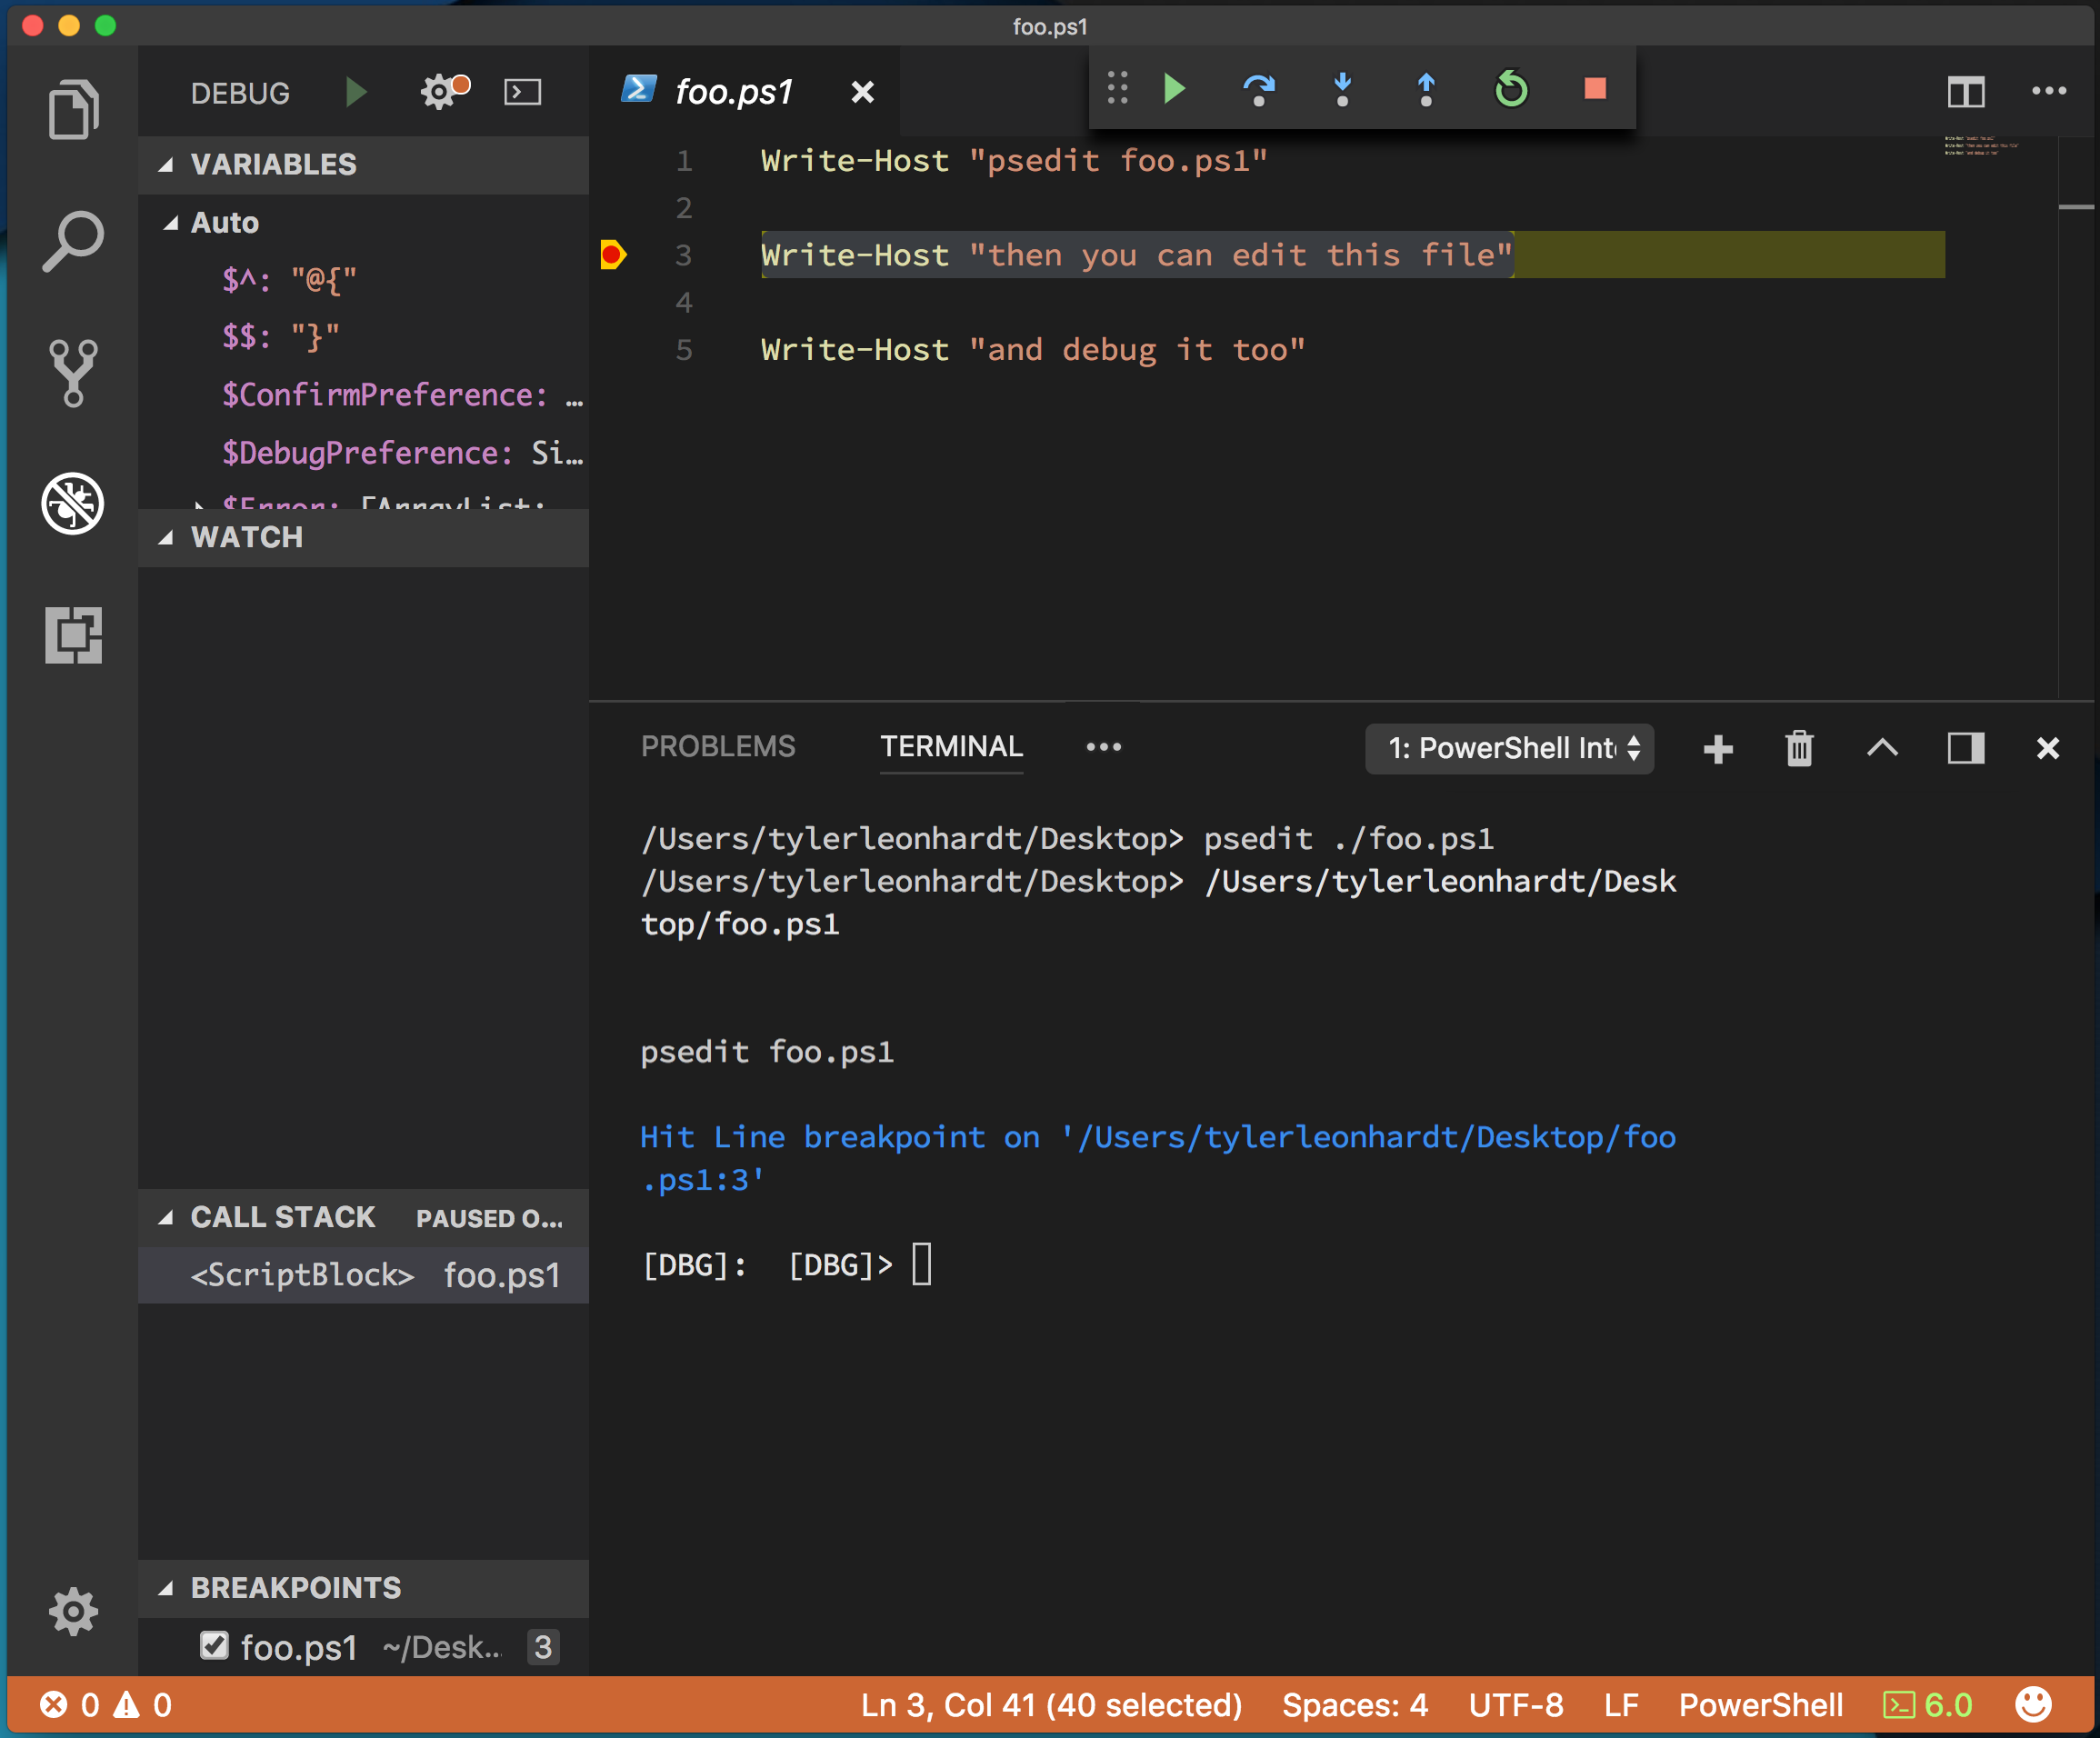 foo.ps1
DEBUG
VARIABLES
Auto
$^: "@{"
$$: "}"
$ConfirmPreference: …
$DebugPreference: Si…
$Error: [ArrayList:
WATCH
CALL STACK PAUSED O…
<ScriptBlock> foo.ps1
BREAKPOINTS
foo.ps1 ~/Desk… 3
foo.ps1
1 Write-Host "psedit foo.ps1"
2
3 Write-Host "then you can edit this file"
4
5 Write-Host "and debug it too"
PROBLEMS TERMINAL 1: PowerShell Int
/Users/tylerleonhardt/Desktop> psedit ./foo.ps1
/Users/tylerleonhardt/Desktop> /Users/tylerleonhardt/Desk
top/foo.ps1
psedit foo.ps1
Hit Line breakpoint on '/Users/tylerleonhardt/Desktop/foo
.ps1:3'
[DBG]: [DBG]>
0 0 Ln 3, Col 41 (40 selected) Spaces: 4 UTF-8 LF PowerShell 6.0